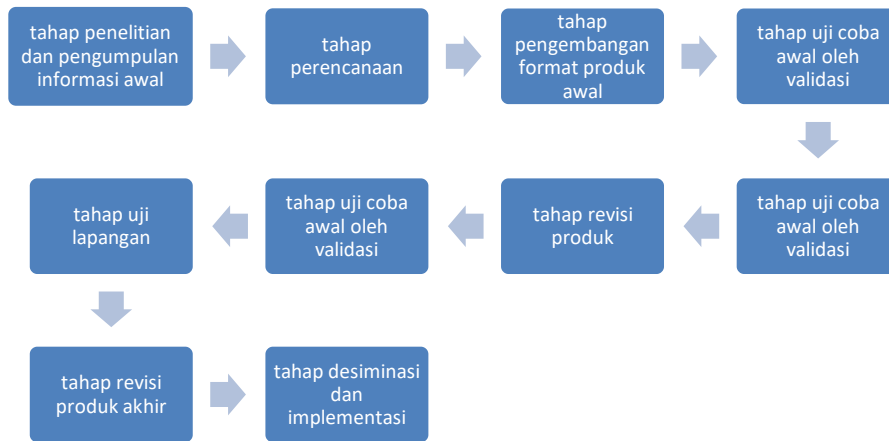 tahap penelitian
dan pengumpulan
informasi awal
tahap
perencanaan
tahap
pengembangan
format produk
awal
tahap uji coba
awal oleh
validasi
tahap uji coba
awal oleh
validasi
tahap revisi
produk
tahap uji coba
awal oleh
validasi
tahap uji
lapangan
tahap revisi
produk akhir
tahap desiminasi
dan
implementasi